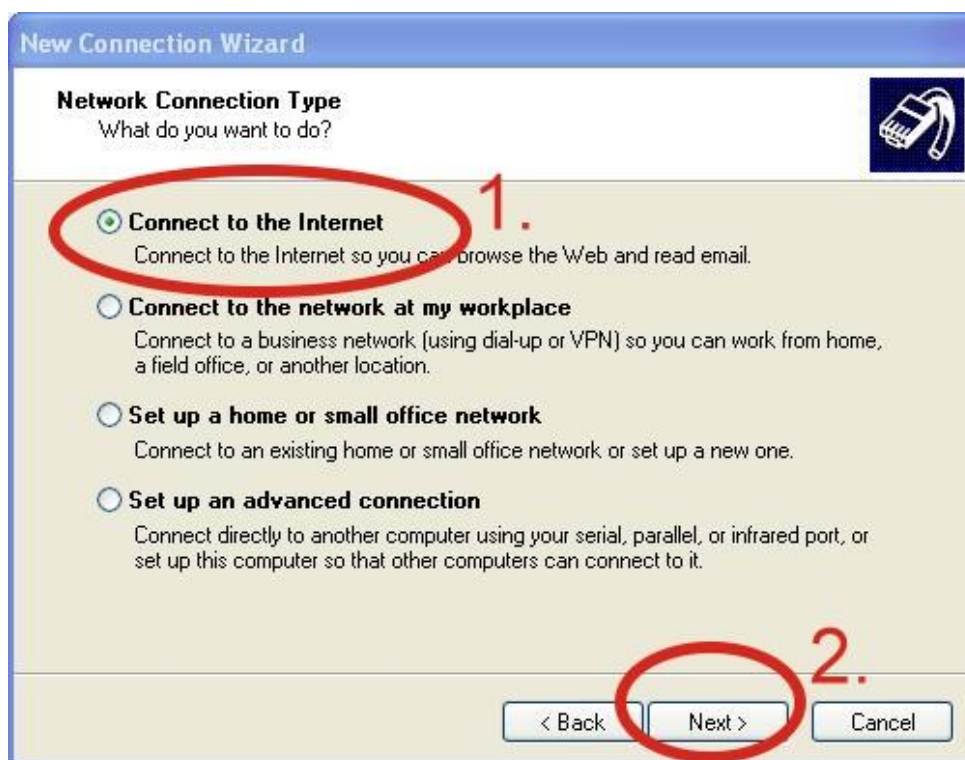 New Connection Wizard
Network Connection Type
What do you want to do?
1.
Connect to the Internet
Connect to the Internet so you can browse the Web and read email.
Connect to the network at my workplace
Connect to a business network (using dial-up or VPN) so you can work from home,
a field office, or another location.
Set up a home or small office network
Connect to an existing home or small office network or set up a new one.
Set up an advanced connection
Connect directly to another computer using your serial, parallel, or infrared port, or
set up this computer so that other computers can connect to it.
2.
< Back Next > Cancel